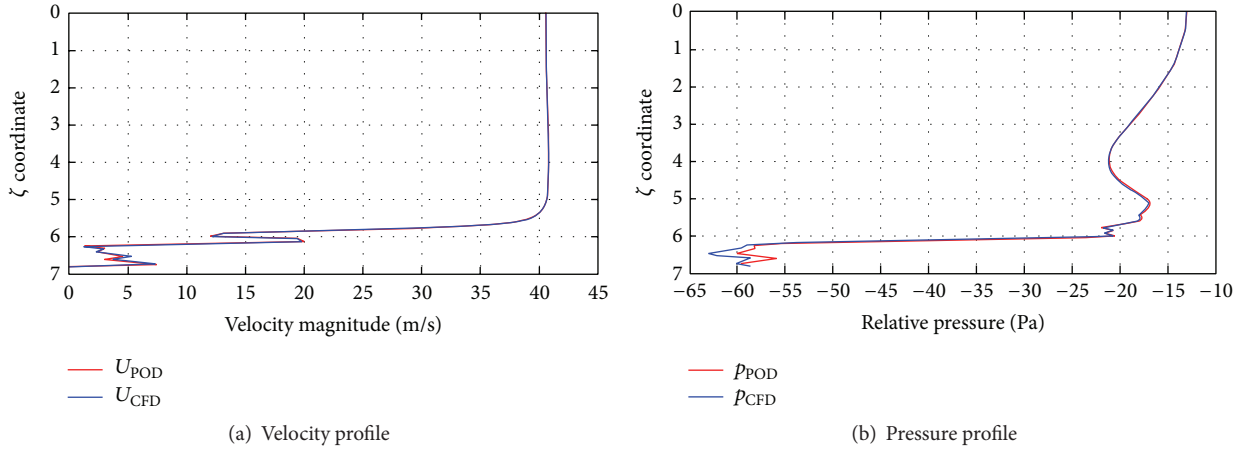 0
1
2
3
4
5
6
7
ζ coordinate
0 5 10 15 20 25 30 35 40 45
Velocity magnitude (m/s)
U_POD
U_CFD
(a) Velocity profile
0
1
2
3
4
5
6
7
ζ coordinate
−65 −60 −55 −50 −45 −40 −35 −30 −25 −20 −15 −10
Relative pressure (Pa)
p_POD
p_CFD
(b) Pressure profile